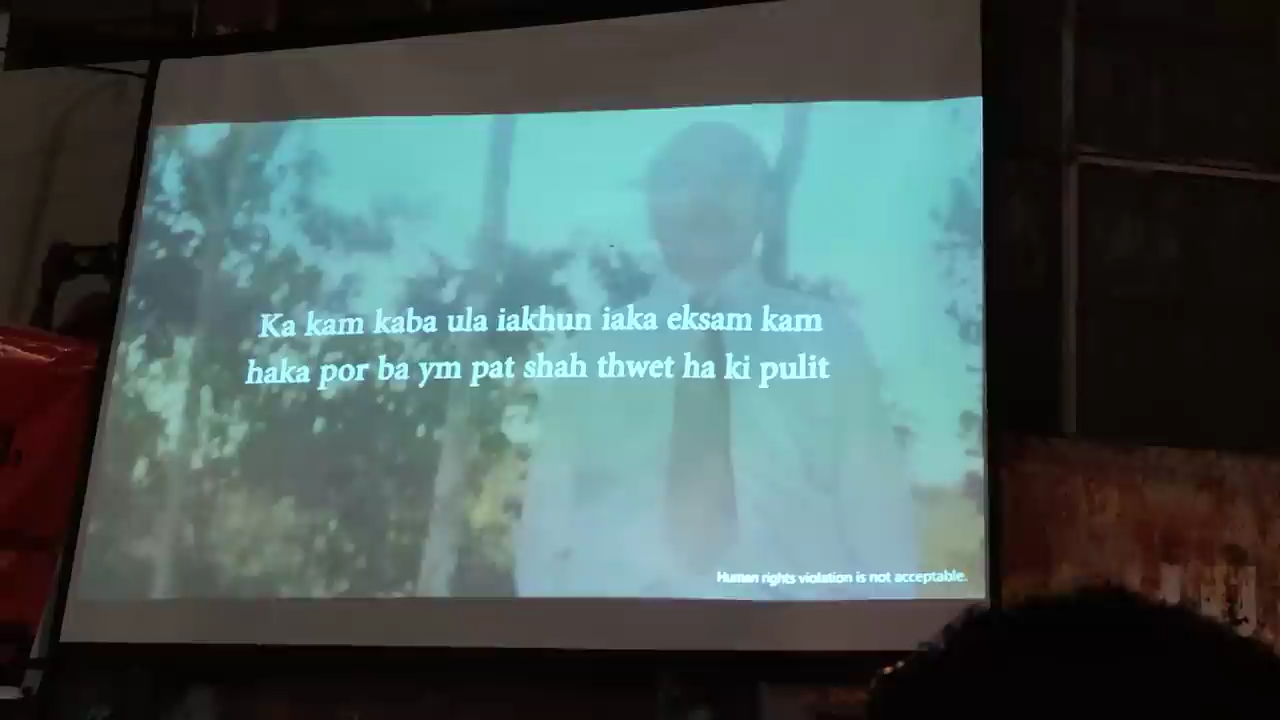 Ka kam kaba ula iakhun iaka eksam kam
haka por ba ym pat shah thwet ha ki pulit
Human rights violation is not acceptable.